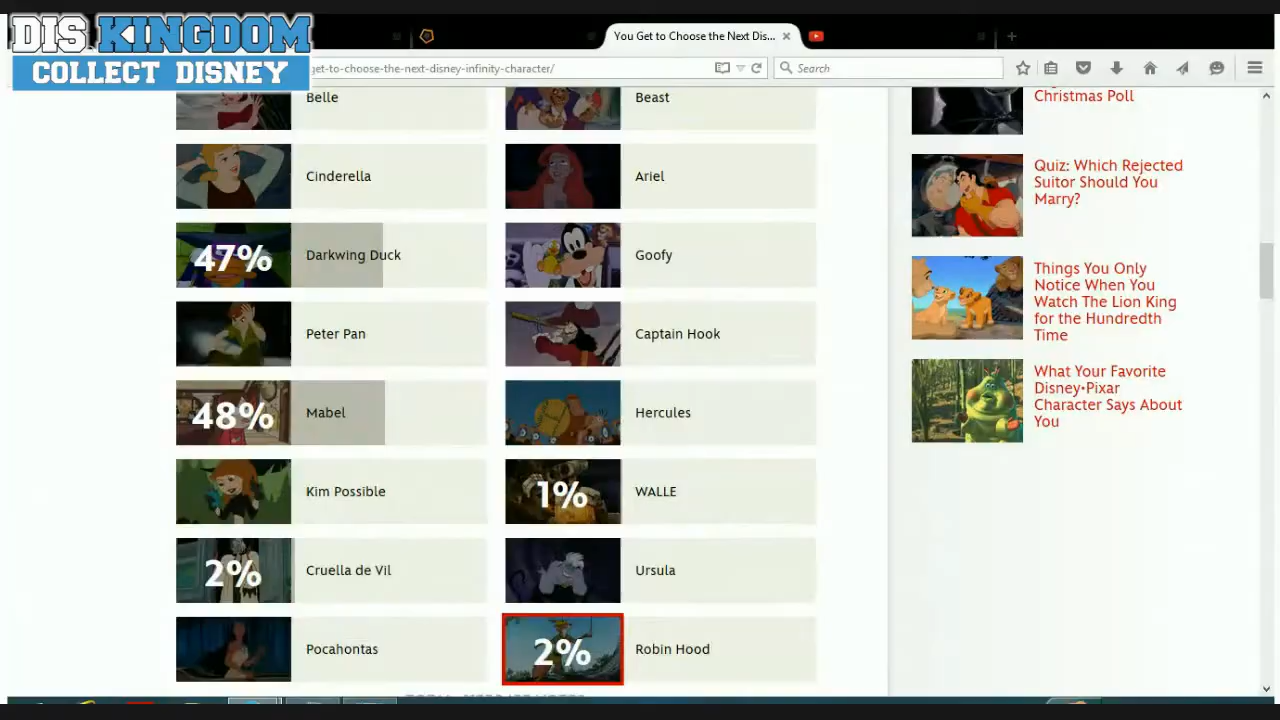 DIS KINGDOM
COLLECT DISNEY
You Get to Choose the Next Dis...
get-to-choose-the-next-disney-infinity-character/
Search
Belle
Beast
Christmas Poll
Cinderella
Ariel
Quiz: Which Rejected
Suitor Should You
Marry?
47%
Darkwing Duck
Goofy
Things You Only
Notice When You
Watch The Lion King
for the Hundredth
Time
Peter Pan
Captain Hook
48%
Mabel
Hercules
What Your Favorite
Disney•Pixar
Character Says About
You
Kim Possible
1%
WALLE
2%
Cruella de Vil
Ursula
Pocahontas
2%
Robin Hood